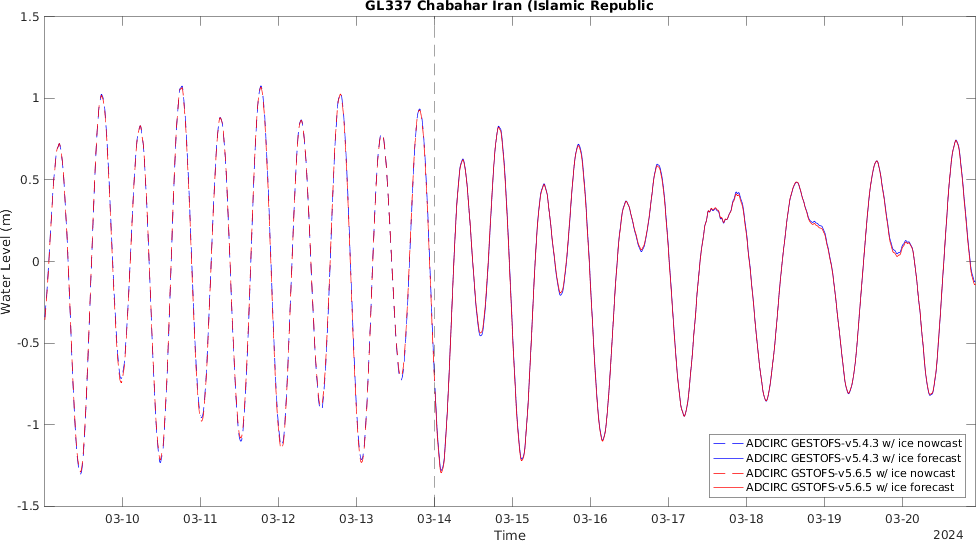 GL337 Chabahar Iran (Islamic Republic
1.5
1
0.5
0
-0.5
-1
-1.5
Water Level (m)
03-10 03-11 03-12 03-13 03-14 03-15 03-16 03-17 03-18 03-19 03-20
Time
2024
ADCIRC GESTOFS-v5.4.3 w/ ice nowcast
ADCIRC GESTOFS-v5.4.3 w/ ice forecast
ADCIRC GSTOFS-v5.6.5 w/ ice nowcast
ADCIRC GSTOFS-v5.6.5 w/ ice forecast